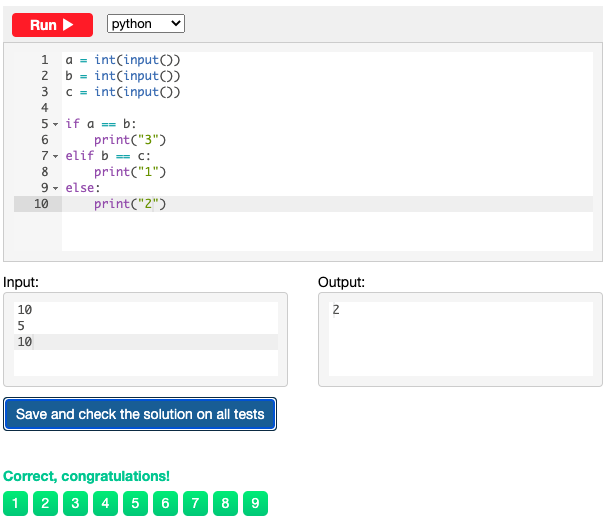 Run python
1 a = int(input())
2 b = int(input())
3 c = int(input())
4
5 if a == b:
6 print("3")
7 elif b == c:
8 print("1")
9 else:
10 print("2")
Input: Output:
10 2
5
10
Save and check the solution on all tests
Correct, congratulations!
1 2 3 4 5 6 7 8 9